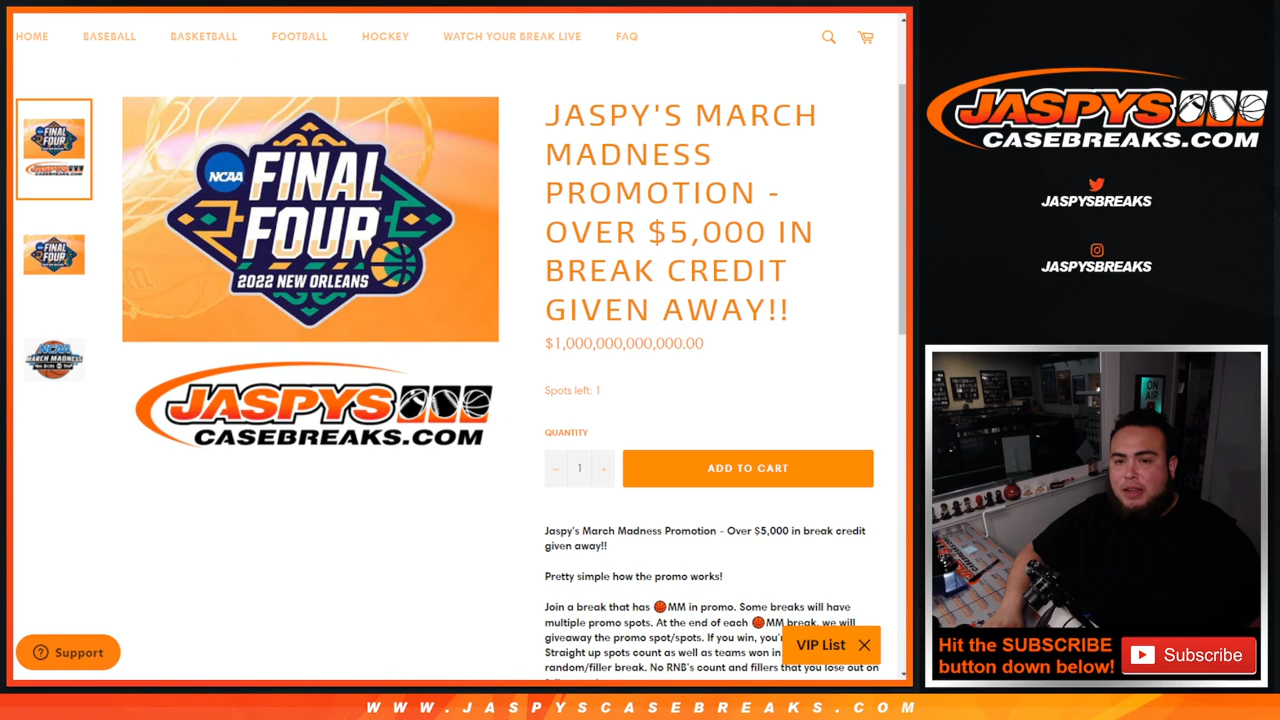 HOME BASEBALL BASKETBALL FOOTBALL HOCKEY WATCH YOUR BREAK LIVE FAQ
NCAA
FINAL
FOUR
2022 NEW ORLEANS
JASPYS
CASEBREAKS.COM
JASPY'S MARCH
MADNESS
PROMOTION -
OVER $5,000 IN
BREAK CREDIT
GIVEN AWAY!!
$1,000,000,000,000.00
Spots left: 1
QUANTITY
− 1 +
ADD TO CART
Jaspy's March Madness Promotion - Over $5,000 in break credit
given away!!
Pretty simple how the promo works!
Join a break that has 🏀MM in promo. Some breaks will have
multiple promo spots. At the end of each 🏀MM break, we will
giveaway the promo spot/spots. If you win, you'
Straight up spots count as well as teams won in
random/filler break. No RNB's count and fillers that you lose out on
FINAL
FOUR
FINAL
FOUR
NCAA
MARCH MADNESS
Support
VIP List
JASPYS
CASEBREAKS.COM
JASPYSBREAKS
JASPYSBREAKS
ON
AIR
Hit the SUBSCRIBE
button down below!
Subscribe
WWW.JASPYSCASEBREAKS.COM